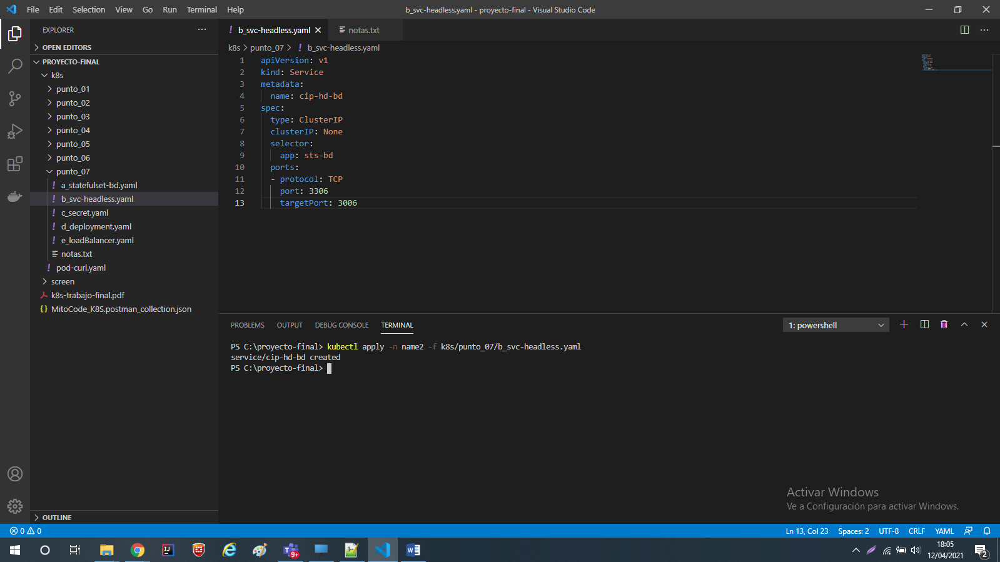 File Edit Selection View Go Run Terminal Help
b_svc-headless.yaml - proyecto-final - Visual Studio Code
EXPLORER
OPEN EDITORS
PROYECTO-FINAL
k8s
punto_01
punto_02
punto_03
punto_04
punto_05
punto_06
punto_07
! a_statefulset-bd.yaml
! b_svc-headless.yaml
! c_secret.yaml
! d_deployment.yaml
! e_loadBalancer.yaml
notas.txt
! pod-curl.yaml
screen
k8s-trabajo-final.pdf
{} MitoCode_K8S.postman_collection.json
OUTLINE
! b_svc-headless.yaml
notas.txt
k8s > punto_07 > ! b_svc-headless.yaml
1 apiVersion: v1
2 kind: Service
3 metadata:
4 name: cip-hd-bd
5 spec:
6 type: ClusterIP
7 clusterIP: None
8 selector:
9 app: sts-bd
10 ports:
11 - protocol: TCP
12 port: 3306
13 targetPort: 3006
PROBLEMS OUTPUT DEBUG CONSOLE TERMINAL
1: powershell
PS C:\proyecto-final> kubectl apply -n name2 -f k8s/punto_07/b_svc-headless.yaml
service/cip-hd-bd created
PS C:\proyecto-final>
Activar Windows
Ve a Configuración para activar Windows.
0 0
Ln 13, Col 23 Spaces: 2 UTF-8 CRLF YAML
IJ
9+
W
18:05
12/04/2021
2